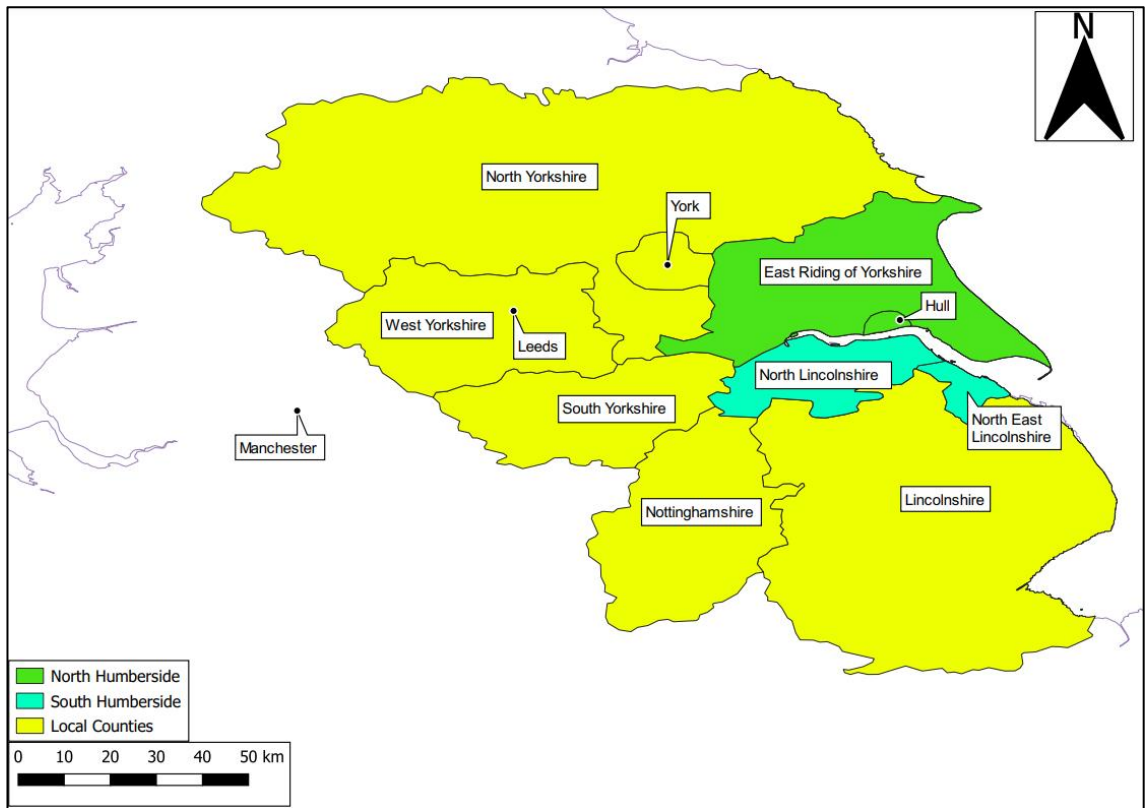 N
North Yorkshire
York
East Riding of Yorkshire
Hull
West Yorkshire
Leeds
North Lincolnshire
South Yorkshire
North East
Lincolnshire
Manchester
Lincolnshire
Nottinghamshire
North Humberside
South Humberside
Local Counties
0 10 20 30 40 50 km